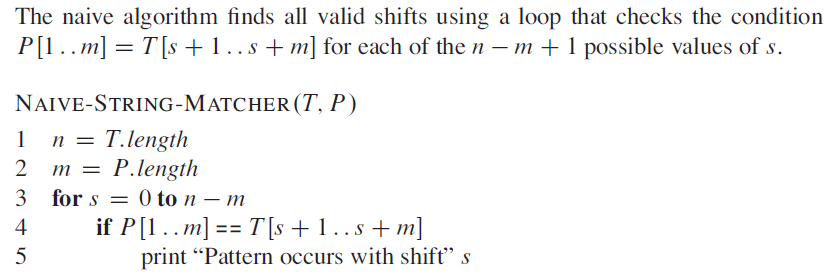 The naive algorithm finds all valid shifts using a loop that checks the condition
P[1..m] = T[s + 1..s + m] for each of the n − m + 1 possible values of s.
NAIVE-STRING-MATCHER(T, P)
1 n = T.length
2 m = P.length
3 for s = 0 to n − m
4 if P[1..m] == T[s + 1..s + m]
5 print “Pattern occurs with shift” s